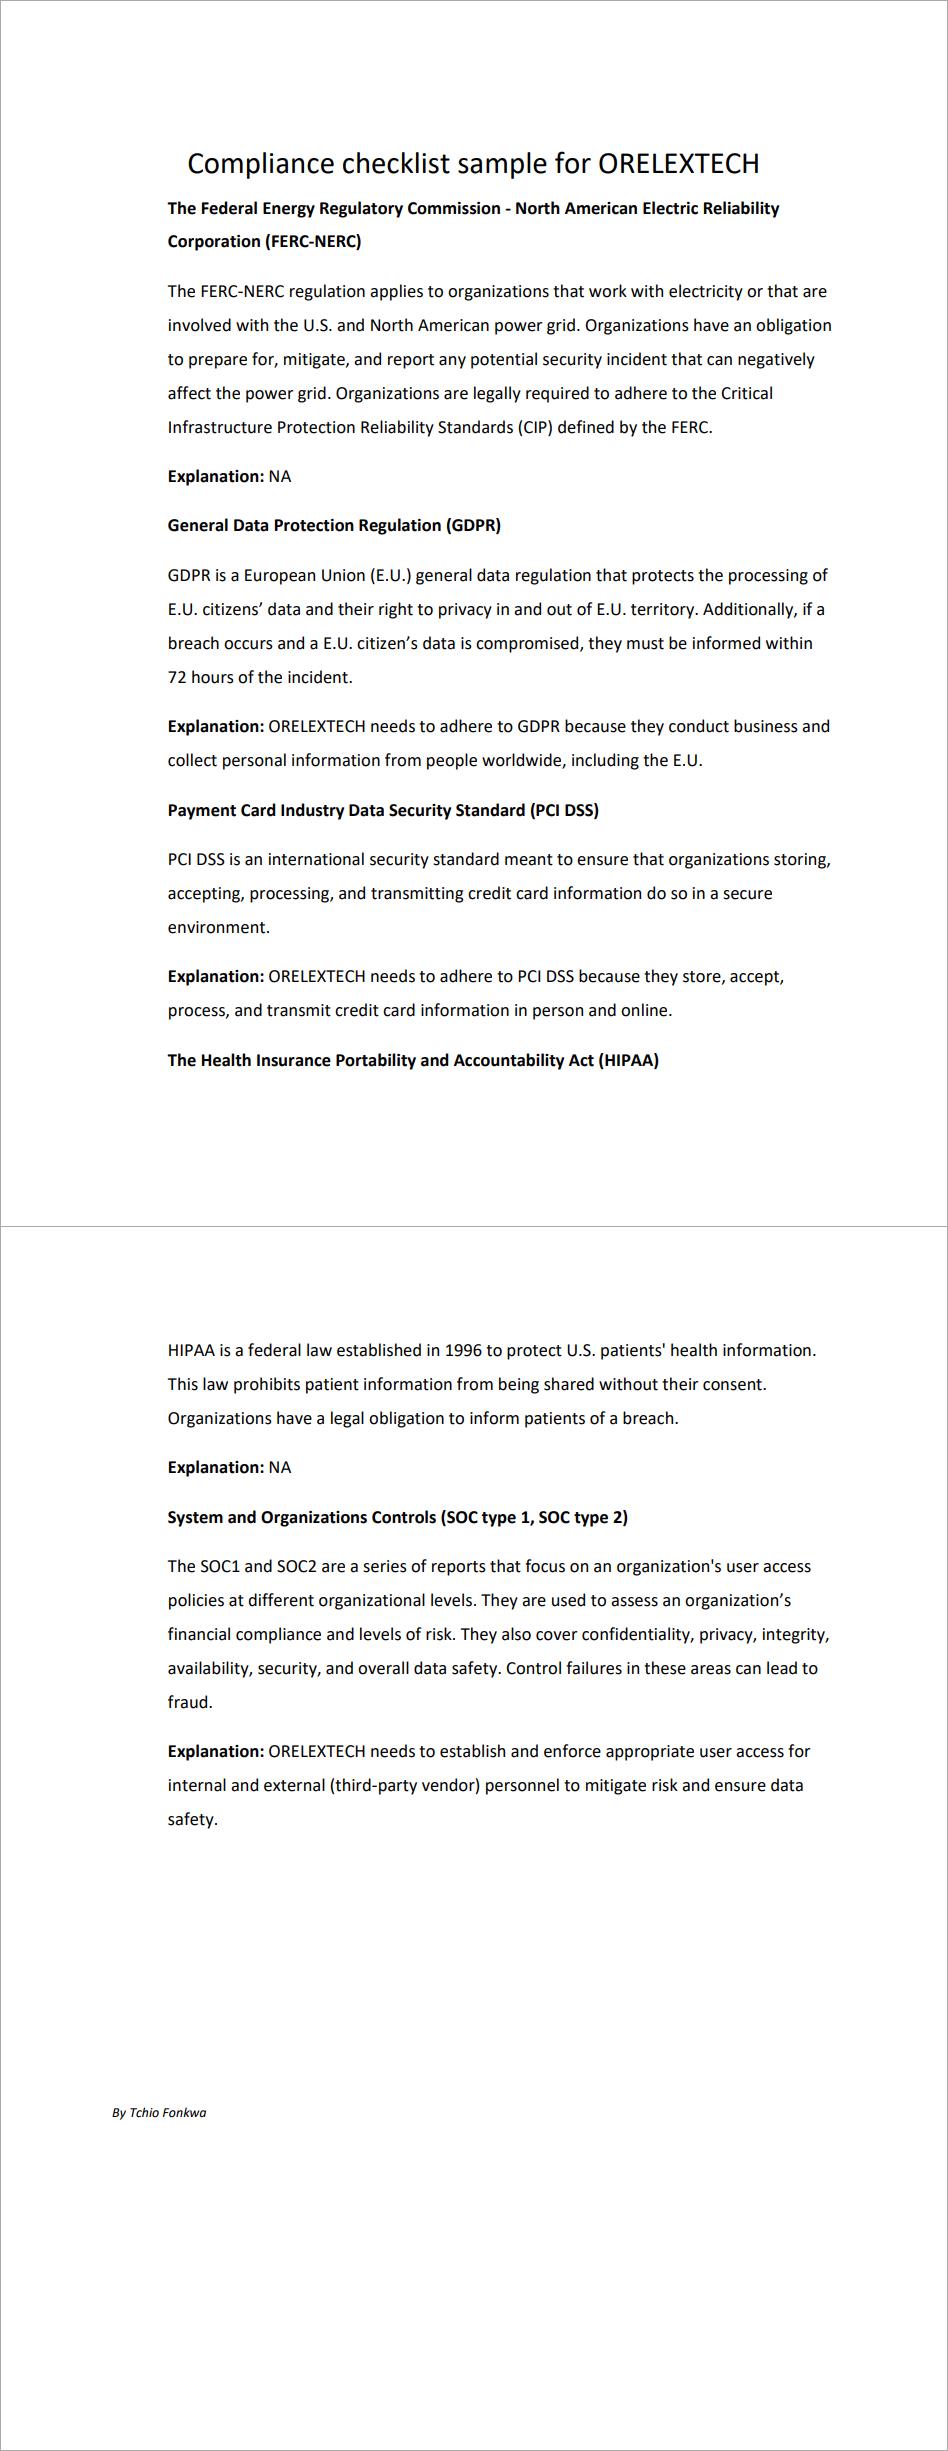 Compliance checklist sample for ORELEXTECH
The Federal Energy Regulatory Commission - North American Electric Reliability
Corporation (FERC-NERC)
The FERC-NERC regulation applies to organizations that work with electricity or that are
involved with the U.S. and North American power grid. Organizations have an obligation
to prepare for, mitigate, and report any potential security incident that can negatively
affect the power grid. Organizations are legally required to adhere to the Critical
Infrastructure Protection Reliability Standards (CIP) defined by the FERC.
Explanation: NA
General Data Protection Regulation (GDPR)
GDPR is a European Union (E.U.) general data regulation that protects the processing of
E.U. citizens’ data and their right to privacy in and out of E.U. territory. Additionally, if a
breach occurs and a E.U. citizen’s data is compromised, they must be informed within
72 hours of the incident.
Explanation: ORELEXTECH needs to adhere to GDPR because they conduct business and
collect personal information from people worldwide, including the E.U.
Payment Card Industry Data Security Standard (PCI DSS)
PCI DSS is an international security standard meant to ensure that organizations storing,
accepting, processing, and transmitting credit card information do so in a secure
environment.
Explanation: ORELEXTECH needs to adhere to PCI DSS because they store, accept,
process, and transmit credit card information in person and online.
The Health Insurance Portability and Accountability Act (HIPAA)
HIPAA is a federal law established in 1996 to protect U.S. patients' health information.
This law prohibits patient information from being shared without their consent.
Organizations have a legal obligation to inform patients of a breach.
Explanation: NA
System and Organizations Controls (SOC type 1, SOC type 2)
The SOC1 and SOC2 are a series of reports that focus on an organization's user access
policies at different organizational levels. They are used to assess an organization’s
financial compliance and levels of risk. They also cover confidentiality, privacy, integrity,
availability, security, and overall data safety. Control failures in these areas can lead to
fraud.
Explanation: ORELEXTECH needs to establish and enforce appropriate user access for
internal and external (third-party vendor) personnel to mitigate risk and ensure data
safety.
By Tchio Fonkwa